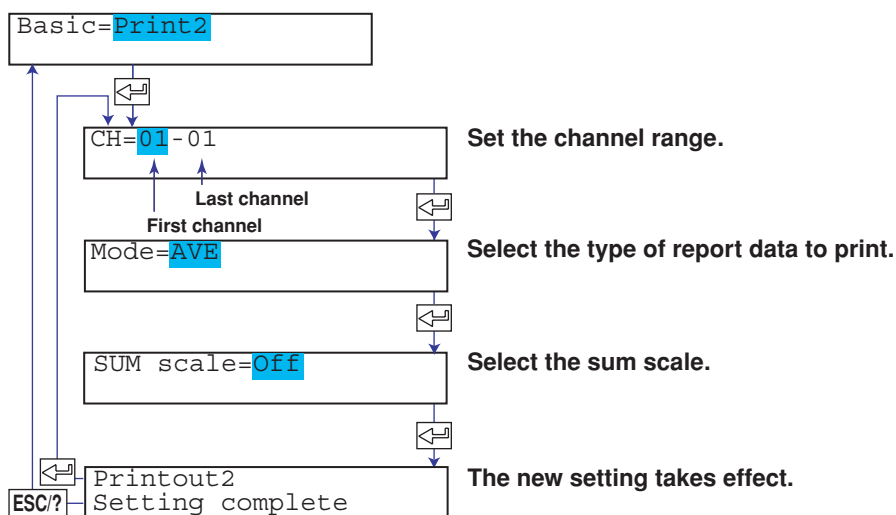 Basic=Print2
CH=01-01
Set the channel range.
Last channel
First channel
Mode=AVE
Select the type of report data to print.
SUM scale=Off
Select the sum scale.
Printout2
The new setting takes effect.
ESC/?
Setting complete